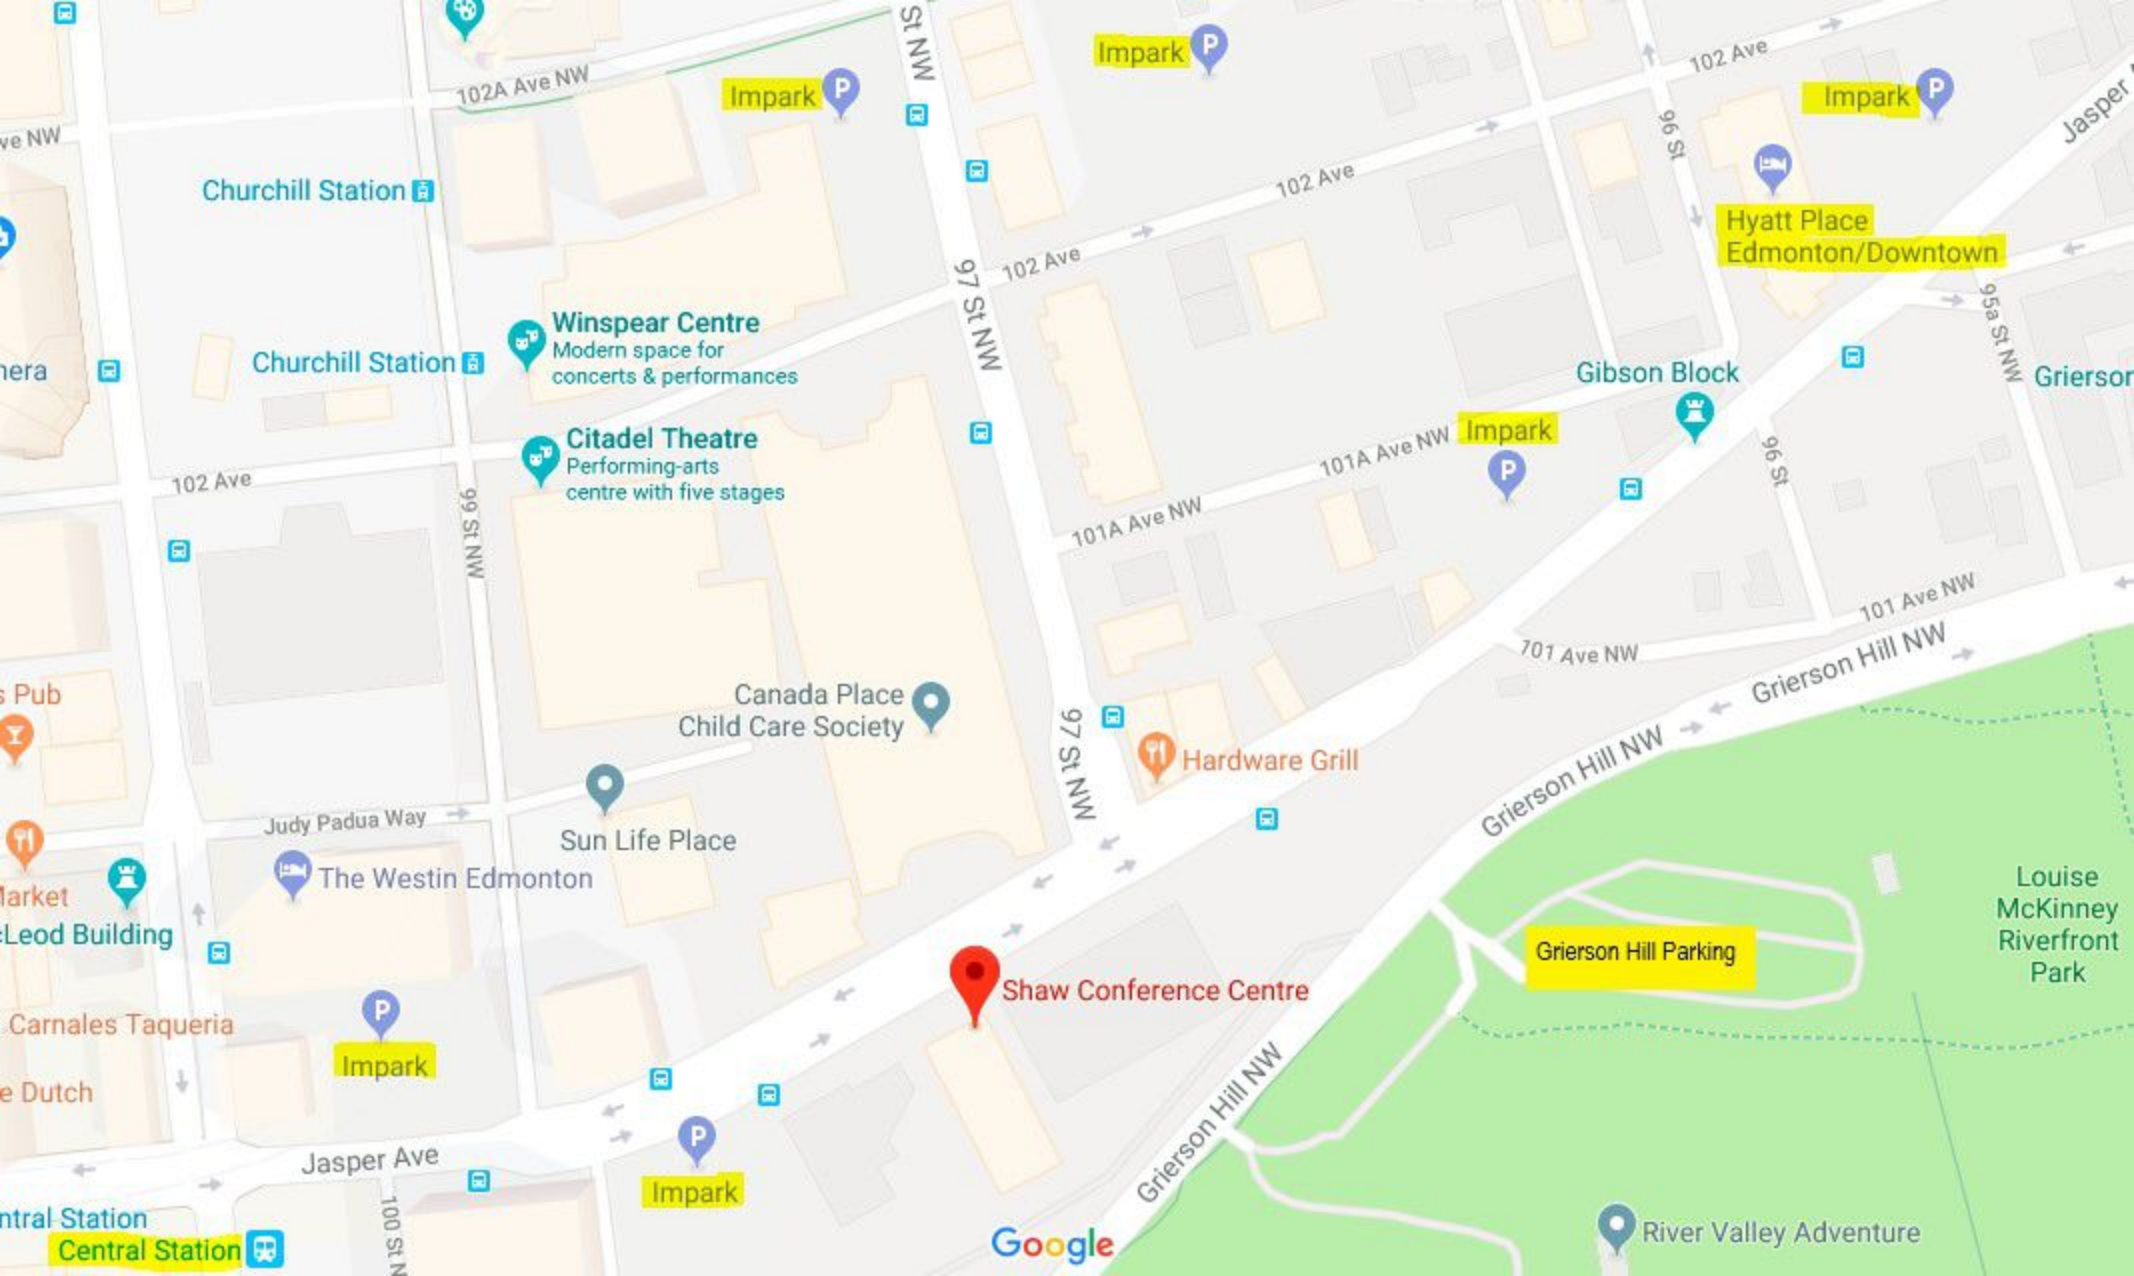 St NW
Impark
102 Ave
102A Ave NW
Impark
Impark
Jasper
ve NW
96 St
Churchill Station
102 Ave
Hyatt Place
Edmonton/Downtown
102 Ave
97 St NW
95a St NW
Winspear Centre
Modern space for
concerts & performances
Churchill Station
nera
Gibson Block
Grierson
Impark
Citadel Theatre
Performing-arts
centre with five stages
101A Ave NW
96 St
102 Ave
99 St NW
101A Ave NW
101 Ave NW
101 Ave NW
Grierson Hill NW
s Pub
Canada Place
Child Care Society
97 St NW
Hardware Grill
Grierson Hill NW
Judy Padua Way
Sun Life Place
The Westin Edmonton
Market
cLeod Building
Louise
McKinney
Riverfront
Park
Grierson Hill Parking
Shaw Conference Centre
Carnales Taqueria
Impark
e Dutch
Grierson Hill NW
Jasper Ave
Impark
ntral Station
100 St N
Central Station
Google
River Valley Adventure